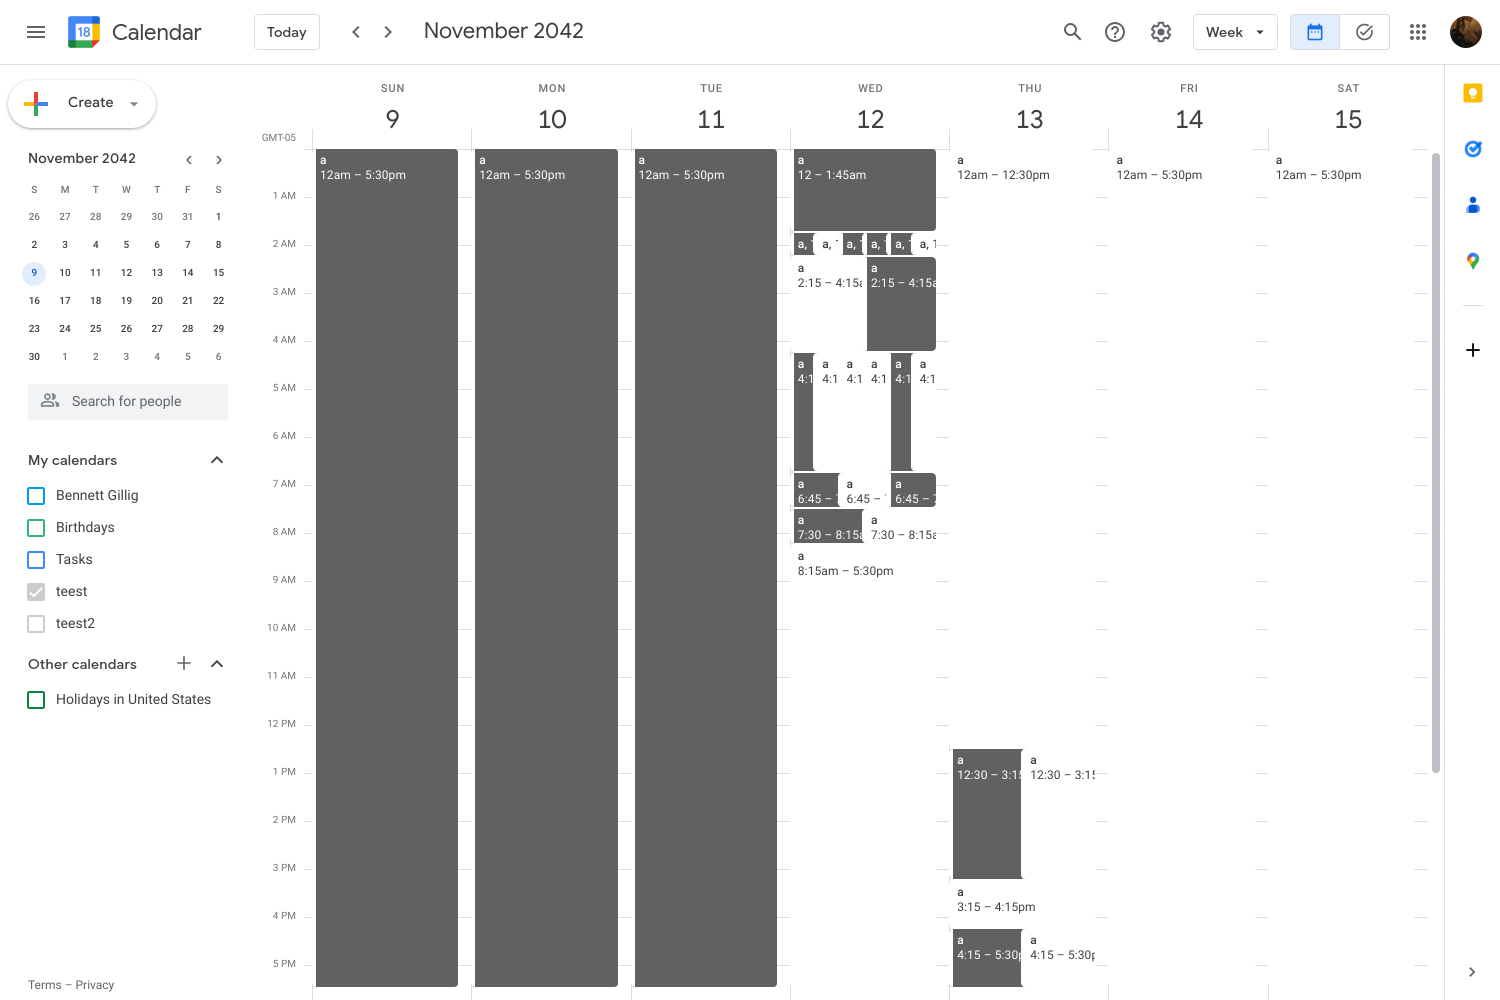 18 Calendar Today November 2042 Week
Create
November 2042
S M T W T F S
26 27 28 29 30 31 1
2 3 4 5 6 7 8
9 10 11 12 13 14 15
16 17 18 19 20 21 22
23 24 25 26 27 28 29
30 1 2 3 4 5 6
Search for people
My calendars
Bennett Gillig
Birthdays
Tasks
teest
teest2
Other calendars
Holidays in United States
Terms – Privacy
SUN MON TUE WED THU FRI SAT
9 10 11 12 13 14 15
GMT-05
1 AM
2 AM
3 AM
4 AM
5 AM
6 AM
7 AM
8 AM
9 AM
10 AM
11 AM
12 PM
1 PM
2 PM
3 PM
4 PM
5 PM
a
12am – 5:30pm
a
12am – 5:30pm
a
12am – 5:30pm
a
12 – 1:45am
a, a, a, a, a, a, 1
a
2:15 – 4:15a
a
2:15 – 4:15a
a a a a a a
4:1 4:1 4:1 4:1 4:1 4:1
a a a
6:45 – 6:45 – 6:45 –
a a
7:30 – 8:15a 7:30 – 8:15a
a
8:15am – 5:30pm
a
12am – 12:30pm
a a
12:30 – 3:15 12:30 – 3:15
a
3:15 – 4:15pm
a a
4:15 – 5:30p 4:15 – 5:30p
a
12am – 5:30pm
a
12am – 5:30pm